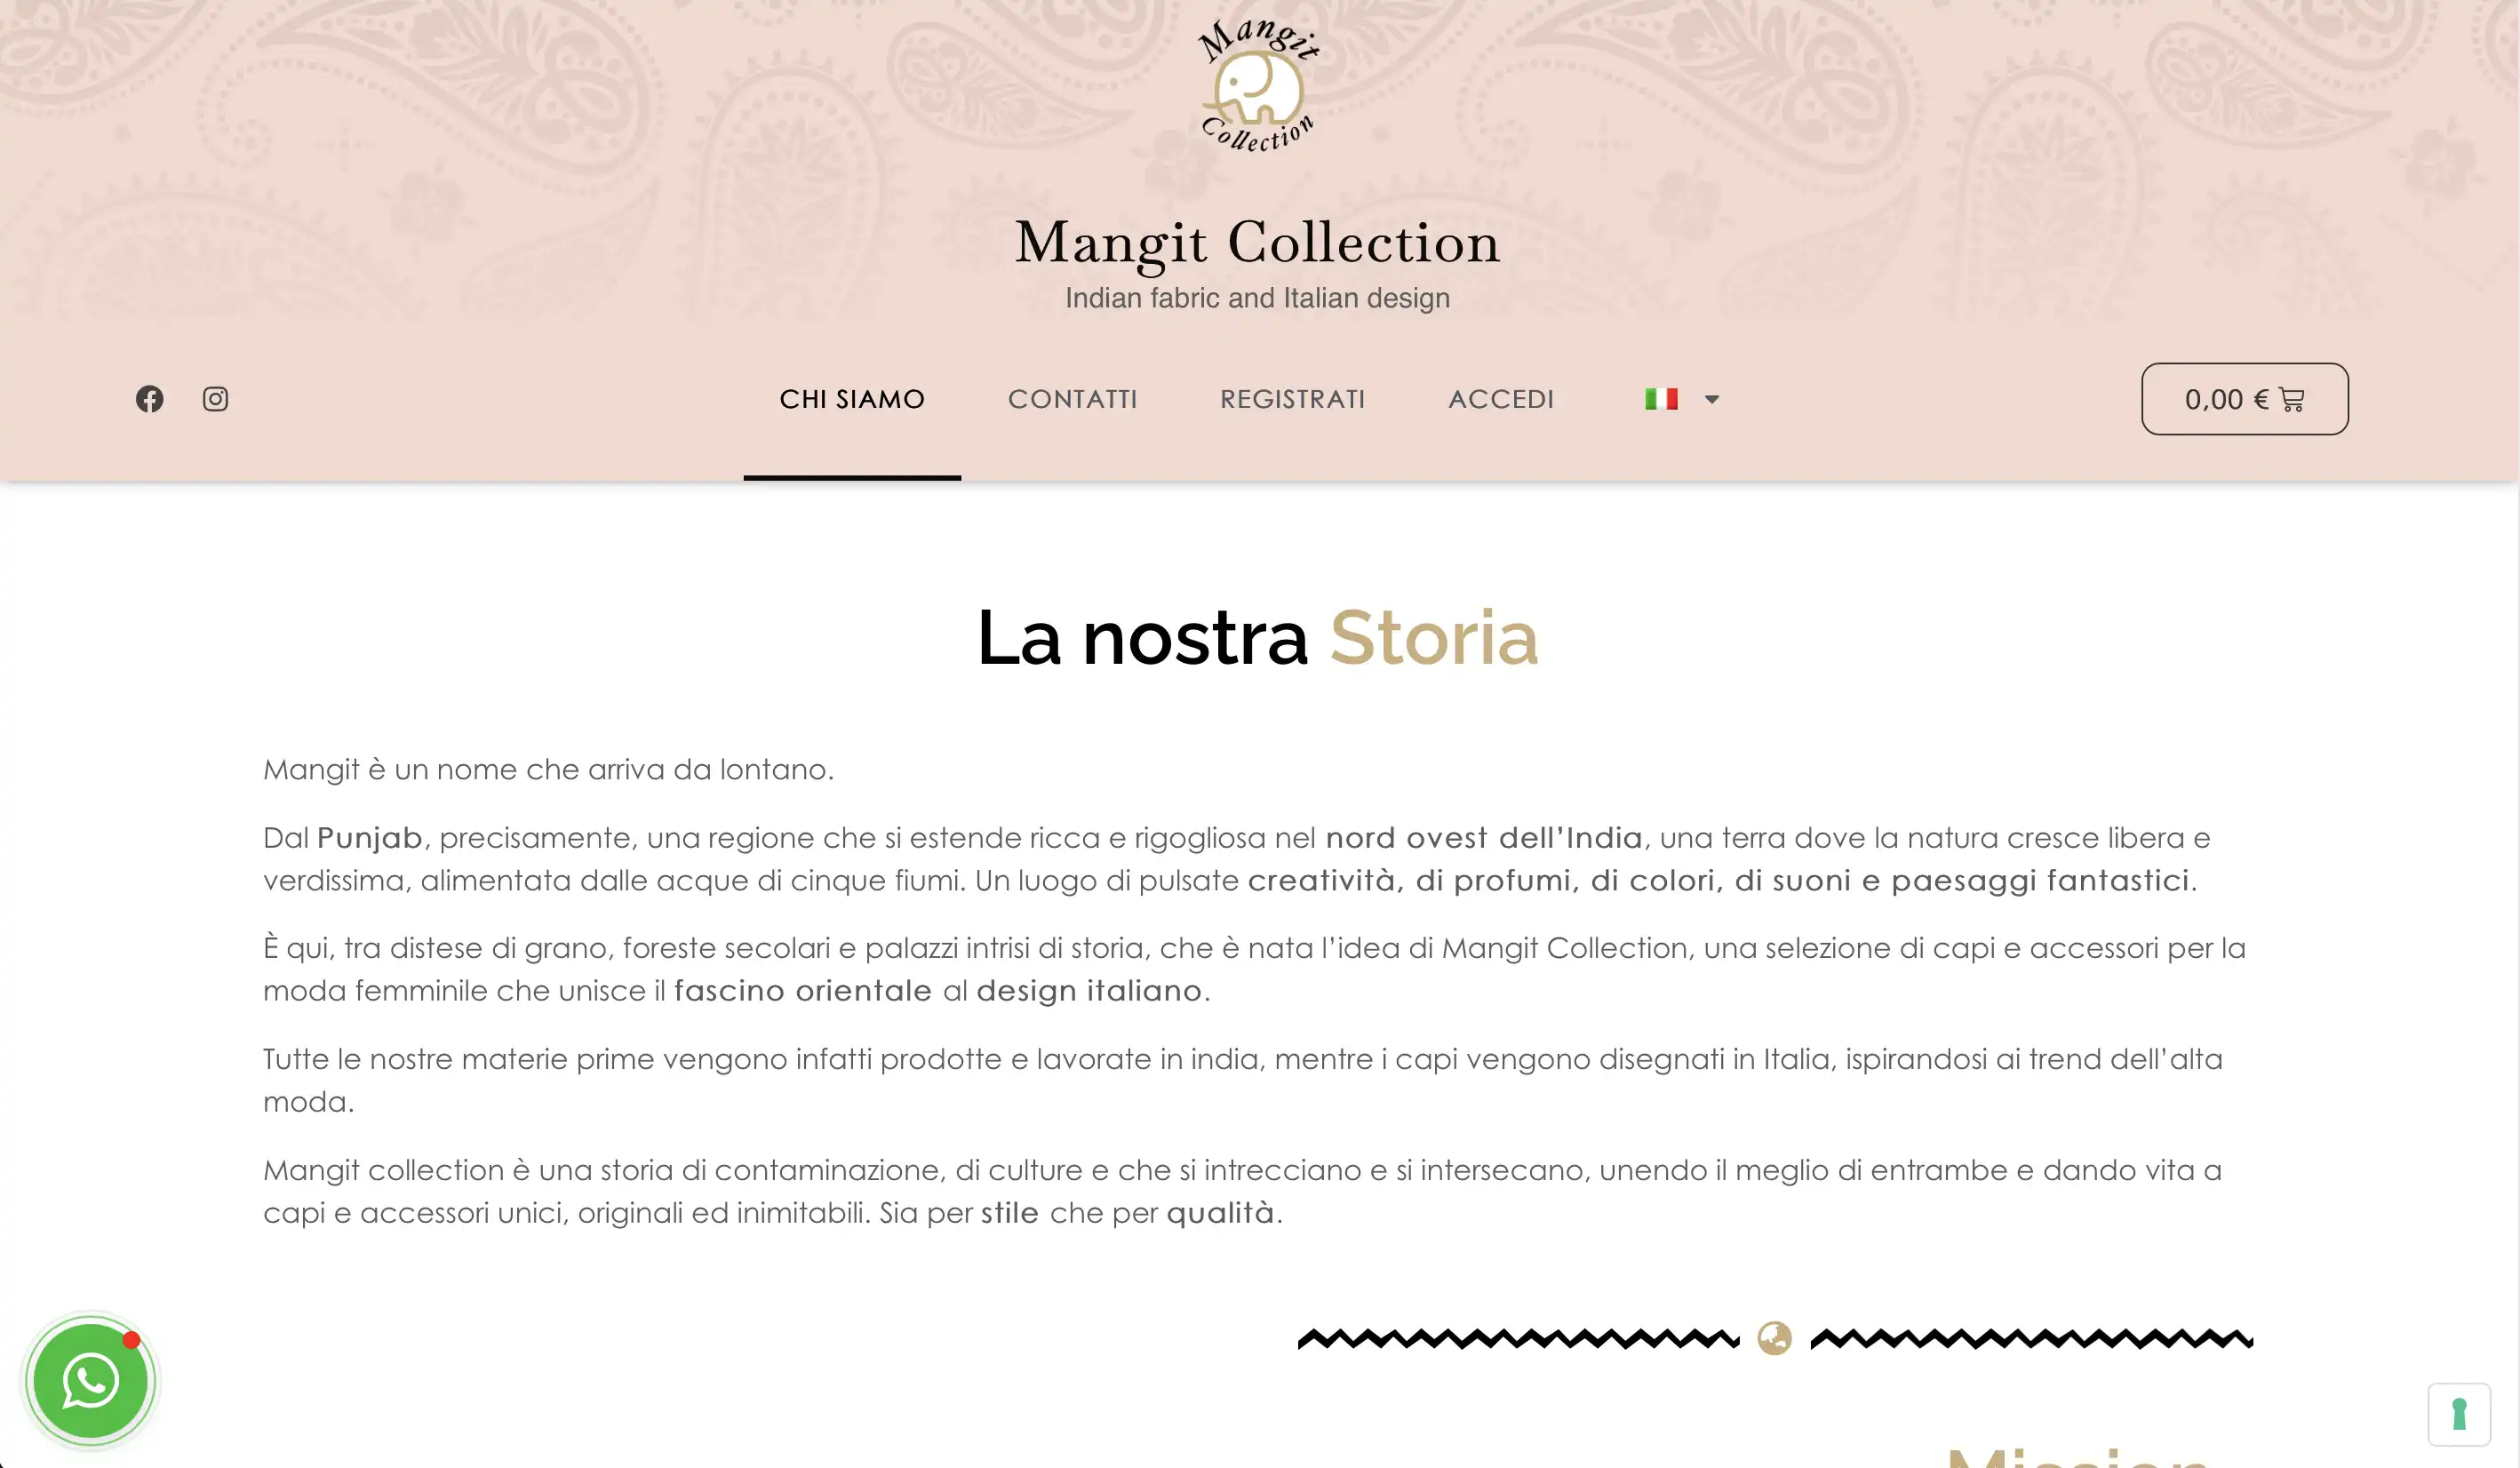 Mangit
Collection
Mangit Collection
Indian fabric and Italian design
CHI SIAMO
CONTATTI
REGISTRATI
ACCEDI
0,00 €
La nostra Storia
Mangit è un nome che arriva da lontano.
Dal Punjab, precisamente, una regione che si estende ricca e rigogliosa nel nord ovest dell’India, una terra dove la natura cresce libera e
verdissima, alimentata dalle acque di cinque fiumi. Un luogo di pulsate creatività, di profumi, di colori, di suoni e paesaggi fantastici.
È qui, tra distese di grano, foreste secolari e palazzi intrisi di storia, che è nata l’idea di Mangit Collection, una selezione di capi e accessori per la
moda femminile che unisce il fascino orientale al design italiano.
Tutte le nostre materie prime vengono infatti prodotte e lavorate in india, mentre i capi vengono disegnati in Italia, ispirandosi ai trend dell’alta
moda.
Mangit collection è una storia di contaminazione, di culture e che si intrecciano e si intersecano, unendo il meglio di entrambe e dando vita a
capi e accessori unici, originali ed inimitabili. Sia per stile che per qualità.
Mission